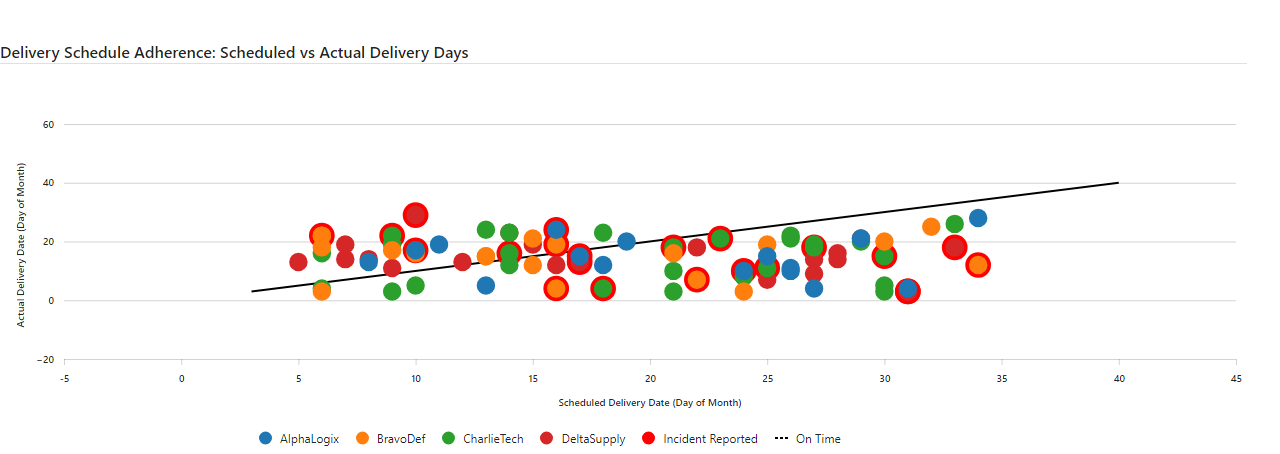 Delivery Schedule Adherence: Scheduled vs Actual Delivery Days
Actual Delivery Date (Day of Month)
60
40
20
0
−20
-5 0 5 10 15 20 25 30 35 40 45
Scheduled Delivery Date (Day of Month)
AlphaLogix BravoDef CharlieTech DeltaSupply Incident Reported On Time